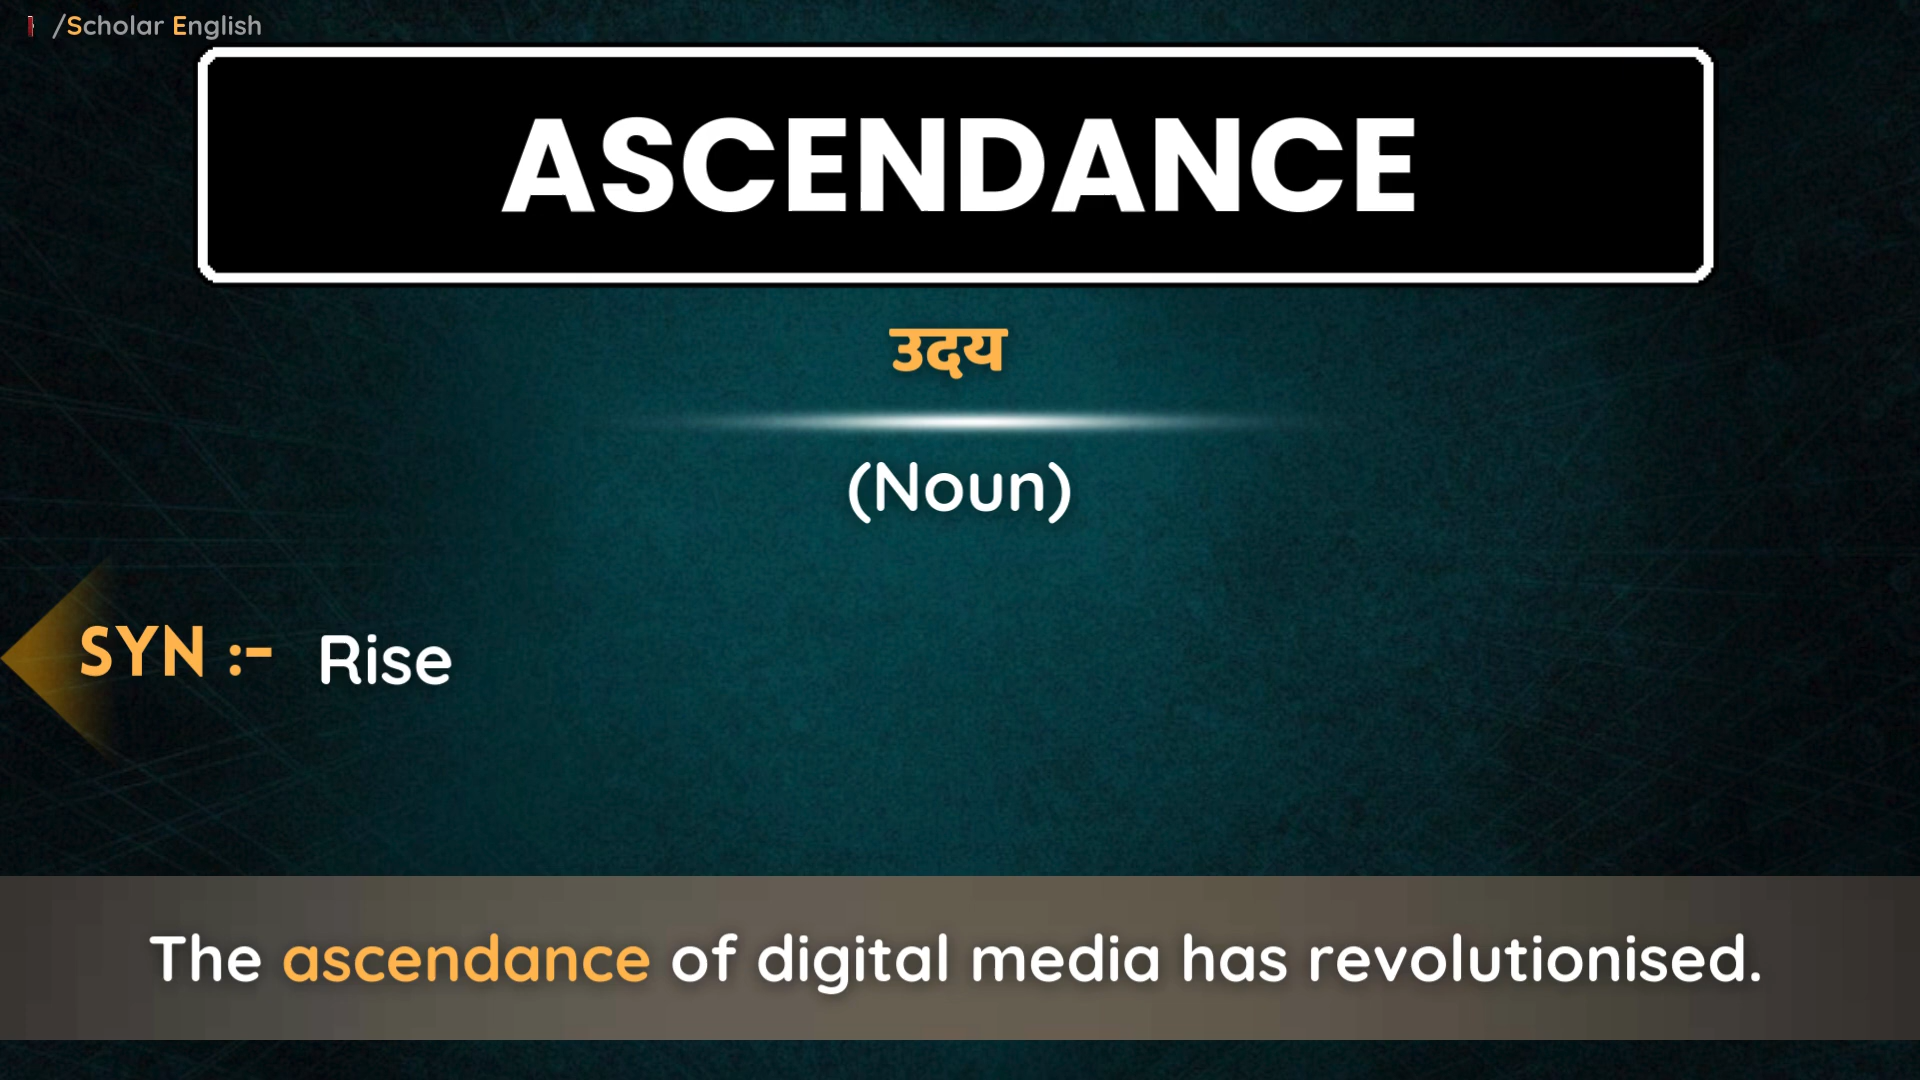 /Scholar English
ASCENDANCE
उदय
(Noun)
SYN :- Rise
The ascendance of digital media has revolutionised.